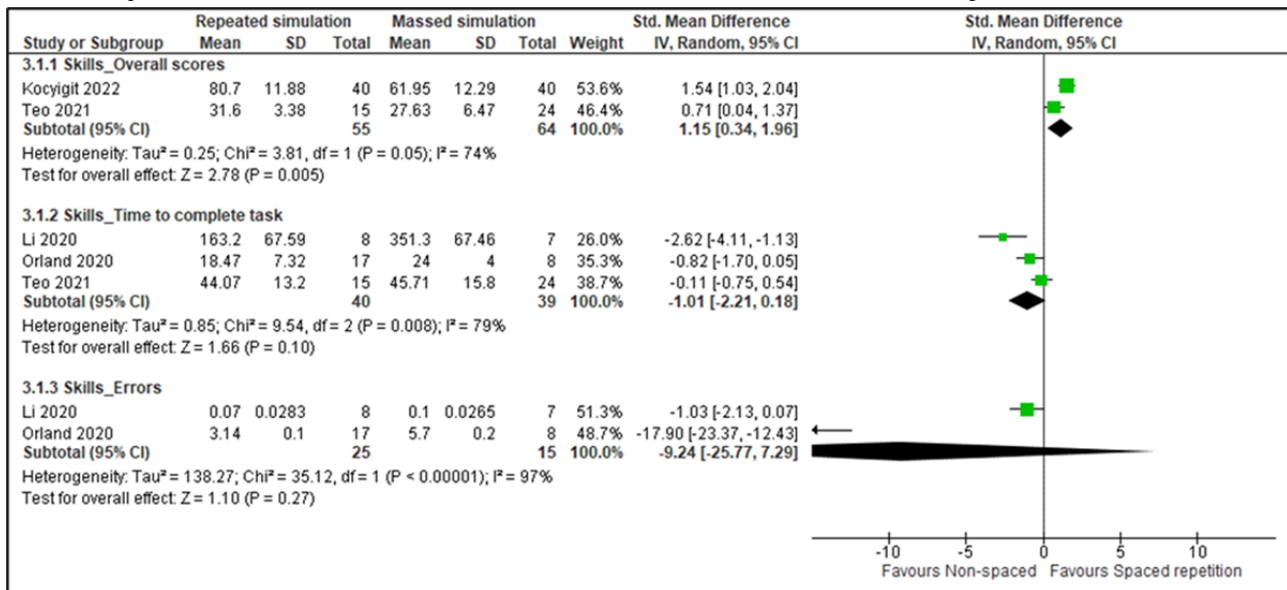 Repeated simulation Massed simulation Std. Mean Difference Std. Mean Difference
Study or Subgroup Mean SD Total Mean SD Total Weight IV, Random, 95% CI IV, Random, 95% CI
3.1.1 Skills_Overall scores
Kocyigit 2022 80.7 11.88 40 61.95 12.29 40 53.6% 1.54 [1.03, 2.04]
Teo 2021 31.6 3.38 15 27.63 6.47 24 46.4% 0.71 [0.04, 1.37]
Subtotal (95% CI) 55 64 100.0% 1.15 [0.34, 1.96]
Heterogeneity: Tau² = 0.25; Chi² = 3.81, df = 1 (P = 0.05); I² = 74%
Test for overall effect: Z = 2.78 (P = 0.005)
3.1.2 Skills_Time to complete task
Li 2020 163.2 67.59 8 351.3 67.46 7 26.0% -2.62 [-4.11, -1.13]
Orland 2020 18.47 7.32 17 24 4 8 35.3% -0.82 [-1.70, 0.05]
Teo 2021 44.07 13.2 15 45.71 15.8 24 38.7% -0.11 [-0.75, 0.54]
Subtotal (95% CI) 40 39 100.0% -1.01 [-2.21, 0.18]
Heterogeneity: Tau² = 0.85; Chi² = 9.54, df = 2 (P = 0.008); I² = 79%
Test for overall effect: Z = 1.66 (P = 0.10)
3.1.3 Skills_Errors
Li 2020 0.07 0.0283 8 0.1 0.0265 7 51.3% -1.03 [-2.13, 0.07]
Orland 2020 3.14 0.1 17 5.7 0.2 8 48.7% -17.90 [-23.37, -12.43]
Subtotal (95% CI) 25 15 100.0% -9.24 [-25.77, 7.29]
Heterogeneity: Tau² = 138.27; Chi² = 35.12, df = 1 (P < 0.00001); I² = 97%
Test for overall effect: Z = 1.10 (P = 0.27)
-10 -5 0 5 10
Favours Non-spaced Favours Spaced repetition